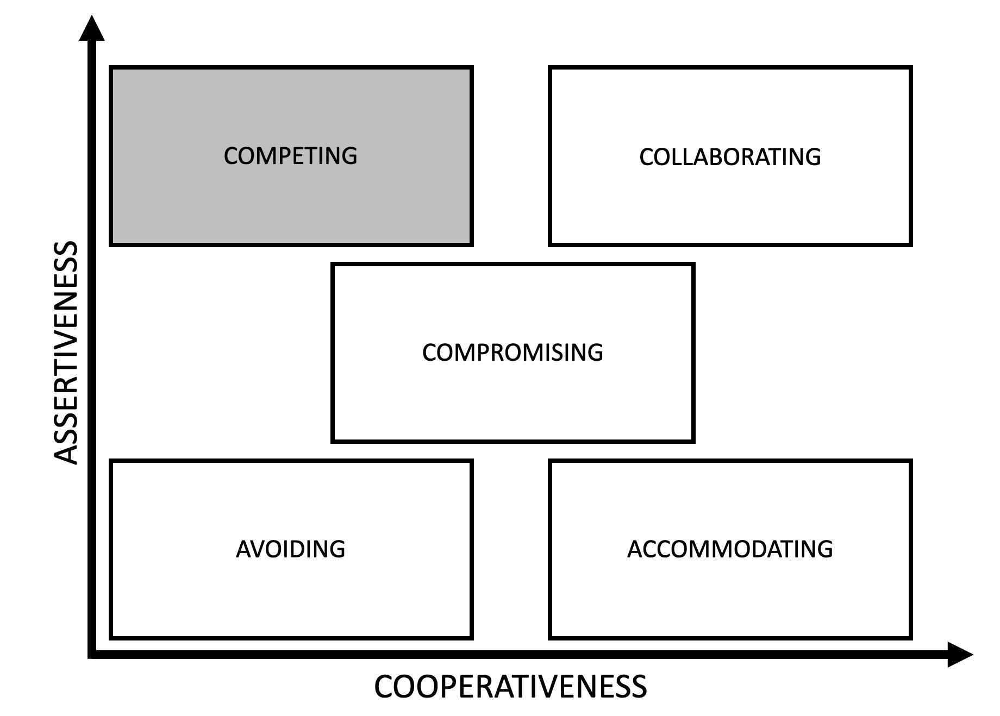 COMPETING
COLLABORATING
ASSERTIVENESS
COMPROMISING
AVOIDING
ACCOMMODATING
COOPERATIVENESS